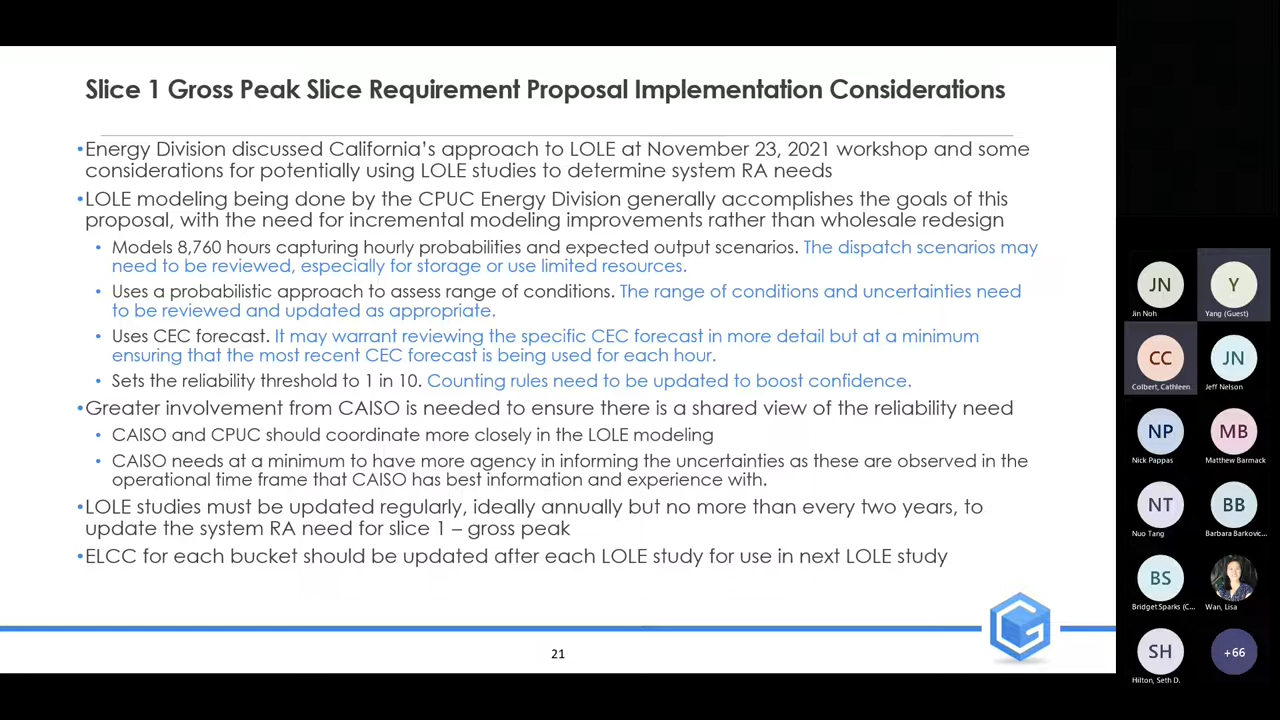 Slice 1 Gross Peak Slice Requirement Proposal Implementation Considerations
•Energy Division discussed California's approach to LOLE at November 23, 2021 workshop and some
considerations for potentially using LOLE studies to determine system RA needs
•LOLE modeling being done by the CPUC Energy Division generally accomplishes the goals of this
proposal, with the need for incremental modeling improvements rather than wholesale redesign
• Models 8,760 hours capturing hourly probabilities and expected output scenarios. The dispatch scenarios may
need to be reviewed, especially for storage or use limited resources.
• Uses a probabilistic approach to assess range of conditions. The range of conditions and uncertainties need
to be reviewed and updated as appropriate.
• Uses CEC forecast. It may warrant reviewing the specific CEC forecast in more detail but at a minimum
ensuring that the most recent CEC forecast is being used for each hour.
• Sets the reliability threshold to 1 in 10. Counting rules need to be updated to boost confidence.
•Greater involvement from CAISO is needed to ensure there is a shared view of the reliability need
• CAISO and CPUC should coordinate more closely in the LOLE modeling
• CAISO needs at a minimum to have more agency in informing the uncertainties as these are observed in the
operational time frame that CAISO has best information and experience with.
•LOLE studies must be updated regularly, ideally annually but no more than every two years, to
update the system RA need for slice 1 – gross peak
•ELCC for each bucket should be updated after each LOLE study for use in next LOLE study
21
JN
Jin Noh
Y
Yang (Guest)
CC
Colbert, Cathleen
JN
Jeff Nelson
NP
Nick Pappas
MB
Matthew Barmack
NT
Nuo Tang
BB
Barbara Barkovic...
BS
Bridget Sparks (C...
Wan, Lisa
SH
Hilton, Seth D.
+66